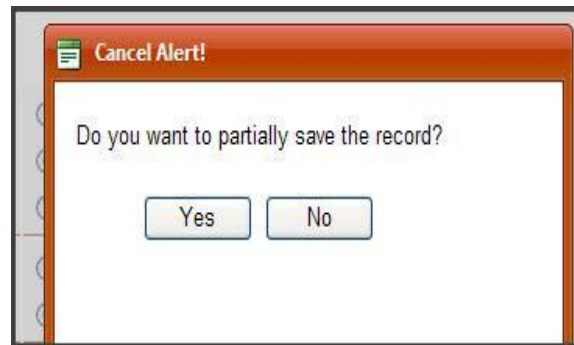 Cancel Alert!
Do you want to partially save the record?
Yes No